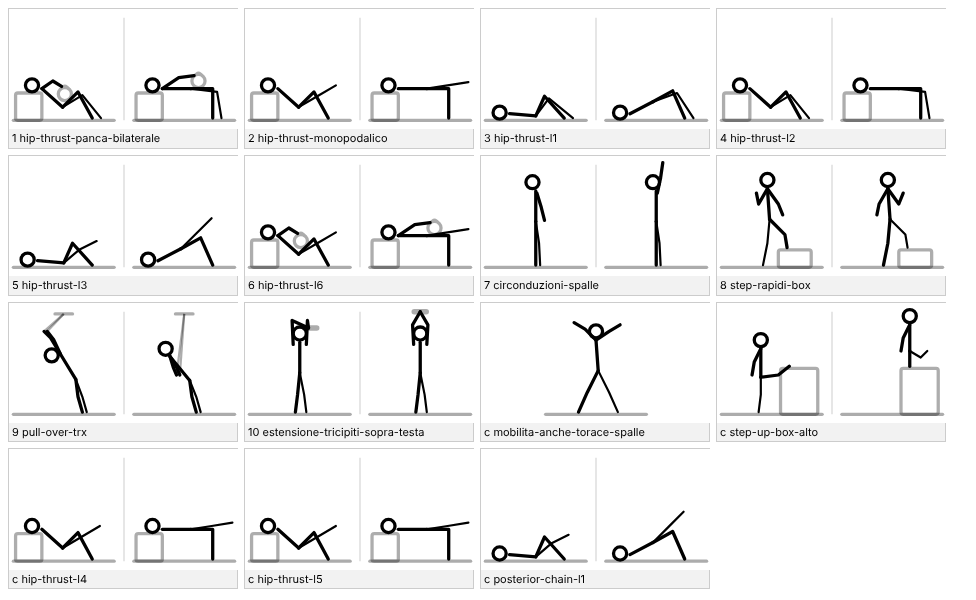 1 hip-thrust-panca-bilaterale
2 hip-thrust-monopodalico
3 hip-thrust-l1
4 hip-thrust-l2
5 hip-thrust-l3
6 hip-thrust-l6
7 circonduzioni-spalle
8 step-rapidi-box
9 pull-over-trx
10 estensione-tricipiti-sopra-testa
c mobilita-anche-torace-spalle
c step-up-box-alto
c hip-thrust-l4
c hip-thrust-l5
c posterior-chain-l1